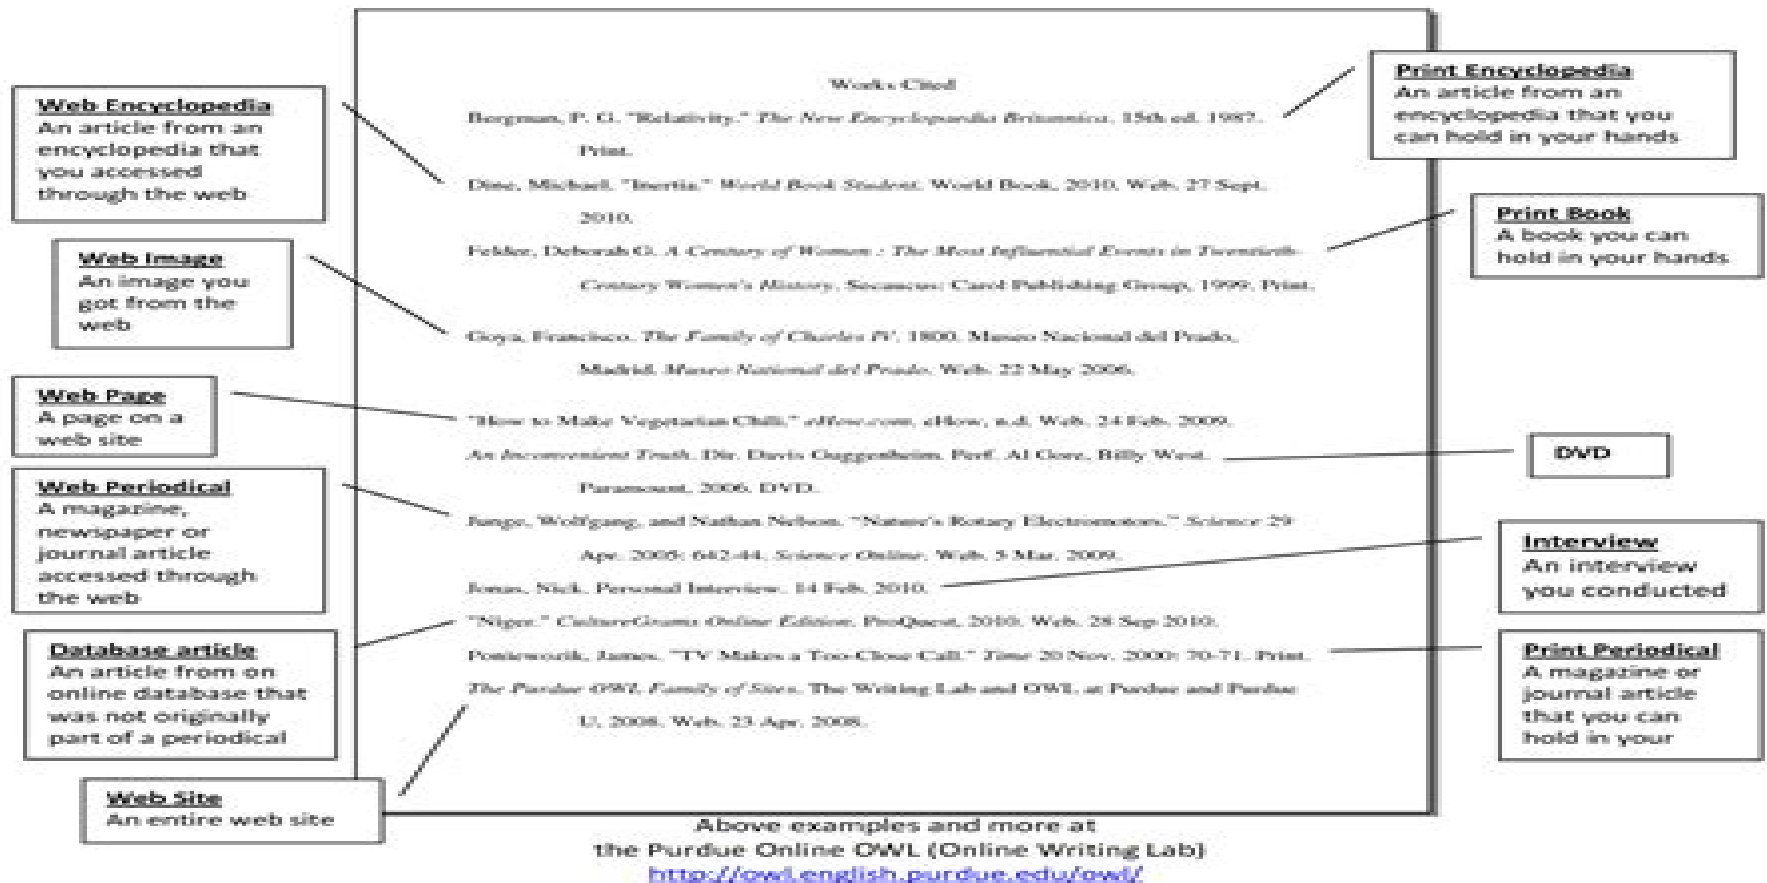 Works Cited
Bergman, P. G. "Relativity." The New Encyclopaedia Britannica. 15th ed. 1987.
Print.
Dine, Michael. "Inertia." World Book Student. World Book, 2010. Web. 27 Sept.
2010.
Felder, Deborah G. A Century of Women : The Most Influential Events in Twentieth-
Century Women's History. Secaucus: Carol Publishing Group, 1999. Print.
Goya, Francisco. The Family of Charles IV. 1800. Museo Nacional del Prado,
Madrid. Museo National del Prado. Web. 22 May 2006.
"How to Make Vegetarian Chili." eHow.com. eHow, n.d. Web. 24 Feb. 2009.
An Inconvenient Truth. Dir. Davis Guggenheim. Perf. Al Gore, Billy West.
Paramount, 2006. DVD.
Junge, Wolfgang, and Nathan Nelson. "Nature's Rotary Electromotors." Science 29
Apr. 2005: 642-44. Science Online. Web. 5 Mar. 2009.
Jonas, Nick. Personal Interview. 14 Feb. 2010.
"Niger." CultureGrams Online Edition. ProQuest, 2010. Web. 28 Sep 2010.
Poniewozik, James. "TV Makes a Too-Close Call." Time 20 Nov. 2000: 70-71. Print.
The Purdue OWL Family of Sites. The Writing Lab and OWL at Purdue and Purdue
U, 2008. Web. 23 Apr. 2008.
Web Encyclopedia
An article from an
encyclopedia that
you accessed
through the web
Web Image
An image you
got from the
web
Web Page
A page on a
web site
Web Periodical
A magazine,
newspaper or
journal article
accessed through
the web
Database article
An article from on
online database that
was not originally
part of a periodical
Web Site
An entire web site
Print Encyclopedia
An article from an
encyclopedia that you
can hold in your hands
Print Book
A book you can
hold in your hands
DVD
Interview
An interview
you conducted
Print Periodical
A magazine or
journal article
that you can
hold in your
Above examples and more at
the Purdue Online OWL (Online Writing Lab)
http://owl.english.purdue.edu/owl/